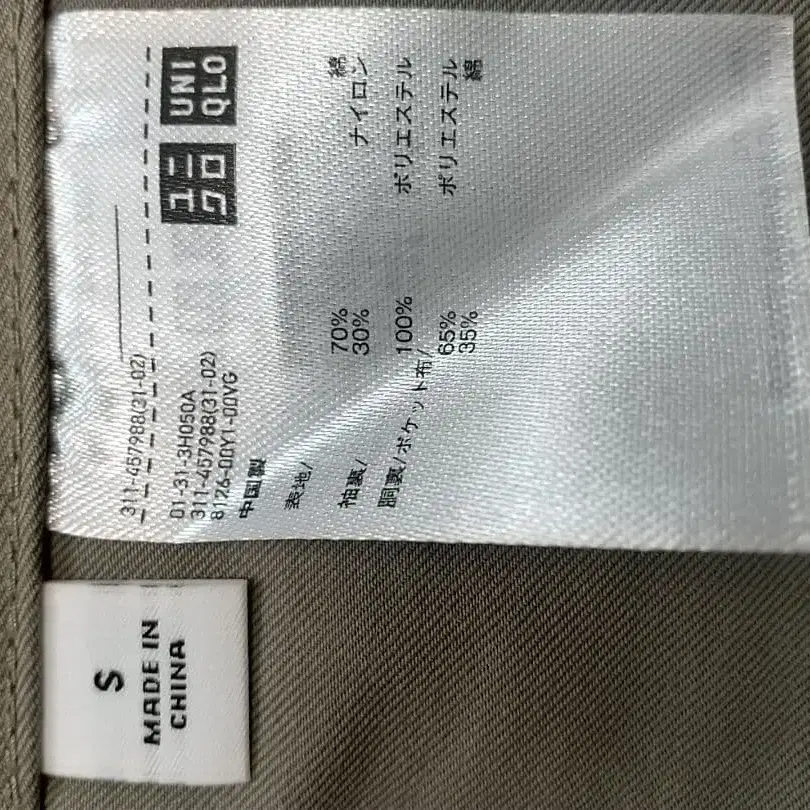 311-457988(31-02)
ユニ
クロ
UNI
QLO
01-31-3H050A
311-457988(31-02)
8126-00Y1-00VG
中国製
表地/
70% 綿
30% ナイロン
袖裏/
100% ポリエステル
胴裏/ポケット布/
65% ポリエステル
35% 綿
S
MADE IN
CHINA